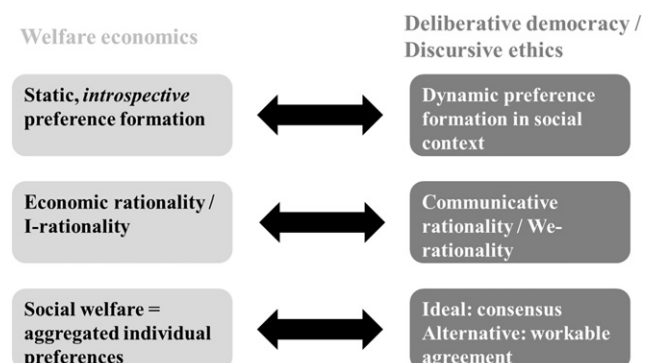 Welfare economics
Deliberative democracy /
Discursive ethics
Static, introspective
preference formation
Dynamic preference
formation in social
context
Economic rationality /
I-rationality
Communicative
rationality / We-
rationality
Social welfare =
aggregated individual
preferences
Ideal: consensus
Alternative: workable
agreement